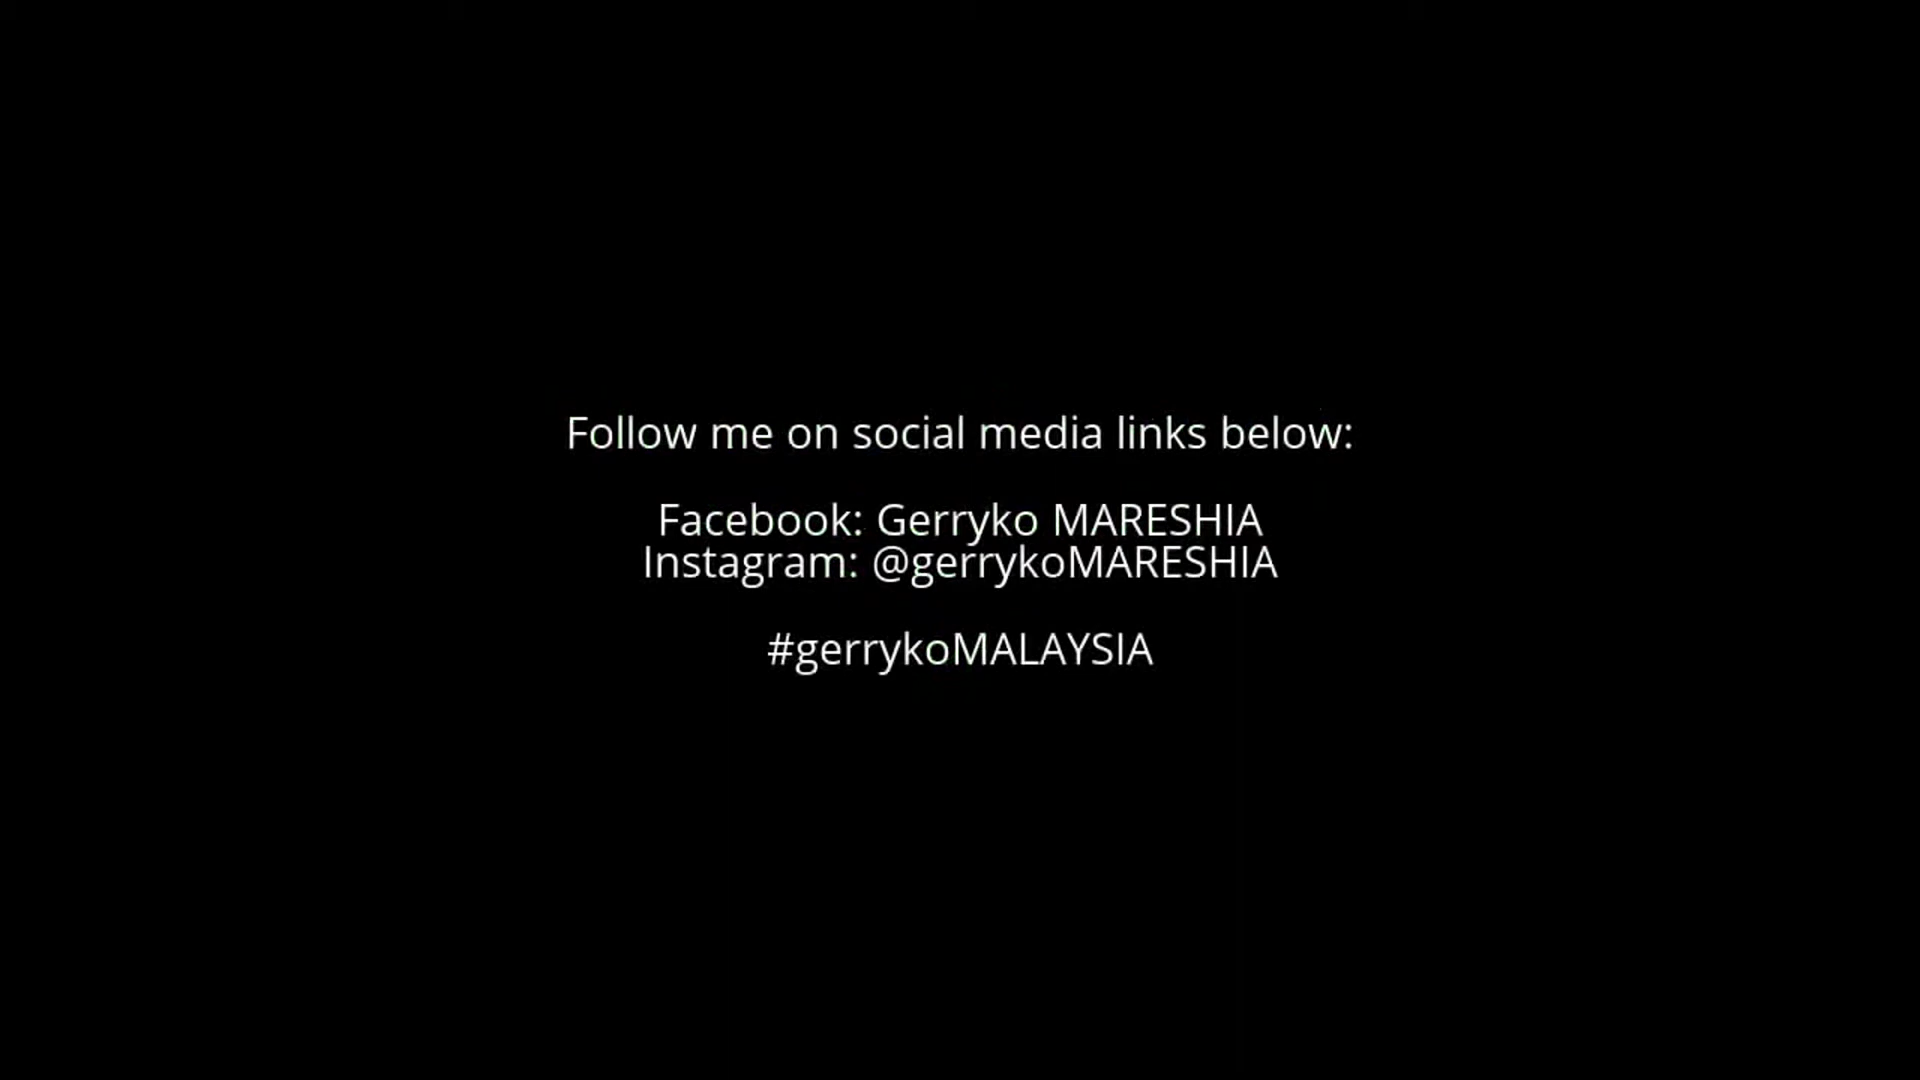 Follow me on social media links below:
Facebook: Gerryko MARESHIA
Instagram: @gerrykoMARESHIA
#gerrykoMALAYSIA